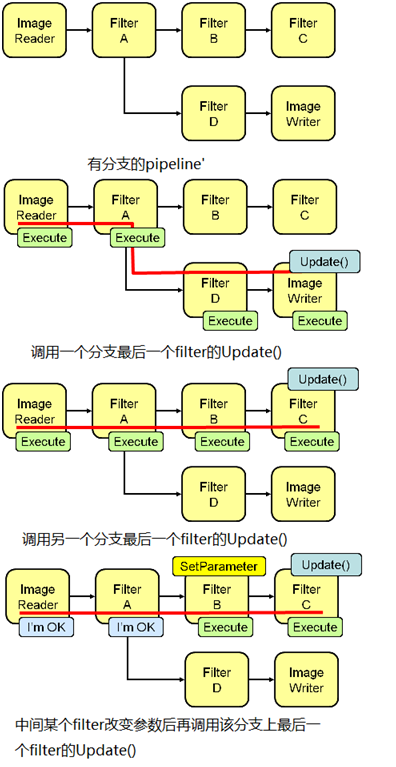 Image Reader
Filter A
Filter B
Filter C
Filter D
Image Writer
有分支的pipeline'
Image Reader
Filter A
Filter B
Filter C
Execute
Execute
Update()
Filter D
Image Writer
Execute
Execute
调用一个分支最后一个filter的Update()
Update()
Image Reader
Filter A
Filter B
Filter C
Execute
Execute
Execute
Execute
Filter D
Image Writer
调用另一个分支最后一个filter的Update()
SetParameter
Update()
Image Reader
Filter A
Filter B
Filter C
I'm OK
I'm OK
Execute
Execute
Filter D
Image Writer
中间某个filter改变参数后再调用该分支上最后一
个filter的Update()